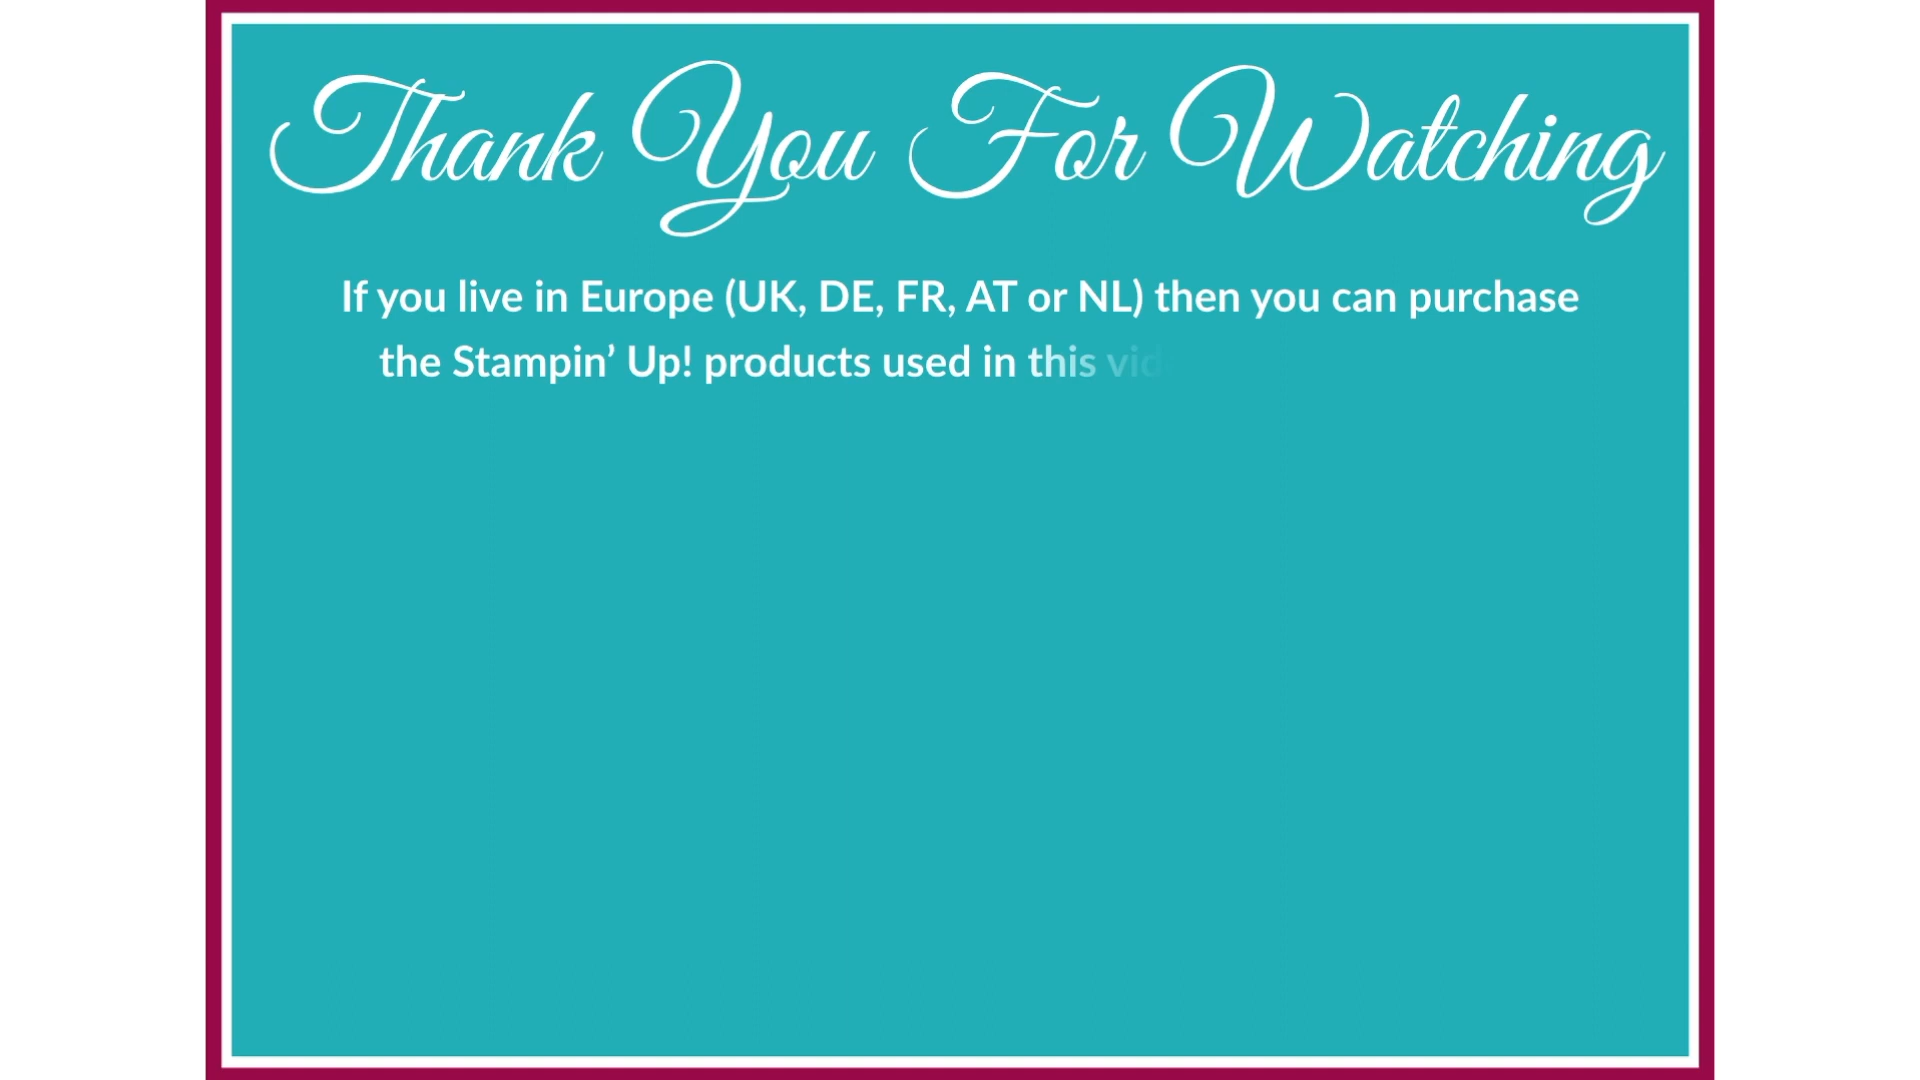 Thank You For Watching
If you live in Europe (UK, DE, FR, AT or NL) then you can purchase
the Stampin’ Up! products used in this